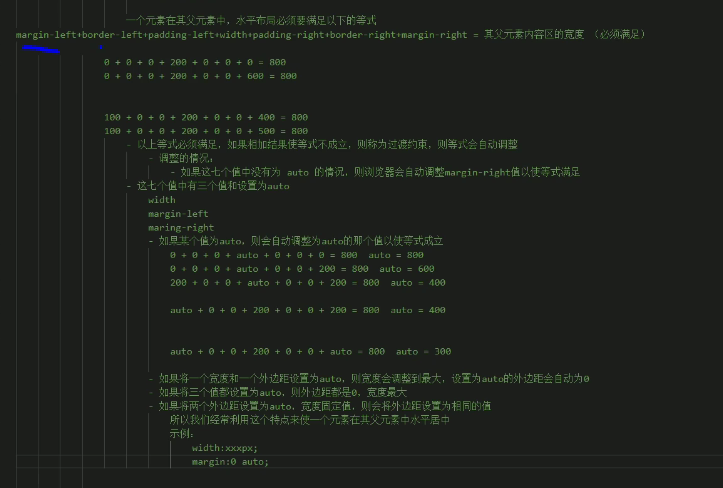 一个元素在其父元素中，水平布局必须要满足以下的等式
margin-left+border-left+padding-left+width+padding-right+border-right+margin-right = 其父元素内容区的宽度 （必须满足）
0 + 0 + 0 + 200 + 0 + 0 + 0 = 800
0 + 0 + 0 + 200 + 0 + 0 + 600 = 800
100 + 0 + 0 + 200 + 0 + 0 + 400 = 800
100 + 0 + 0 + 200 + 0 + 0 + 500 = 800
- 以上等式必须满足，如果相加结果使等式不成立，则称为过渡约束，则等式会自动调整
- 调整的情况：
- 如果这七个值中没有为 auto 的情况，则浏览器会自动调整margin-right值以使等式满足
- 这七个值中有三个值和设置为auto
width
margin-left
maring-right
- 如果某个值为auto，则会自动调整为auto的那个值以使等式成立
0 + 0 + 0 + auto + 0 + 0 + 0 = 800 auto = 800
0 + 0 + 0 + auto + 0 + 0 + 200 = 800 auto = 600
200 + 0 + 0 + auto + 0 + 0 + 200 = 800 auto = 400
auto + 0 + 0 + 200 + 0 + 0 + 200 = 800 auto = 400
auto + 0 + 0 + 200 + 0 + 0 + auto = 800 auto = 300
- 如果将一个宽度和一个外边距设置为auto，则宽度会调整到最大，设置为auto的外边距会自动为0
- 如果将三个值都设置为auto，则外边距都是0，宽度最大
- 如果将两个外边距设置为auto，宽度固定值，则会将外边距设置为相同的值
所以我们经常利用这个特点来使一个元素在其父元素中水平居中
示例：
width:xxxpx;
margin:0 auto;